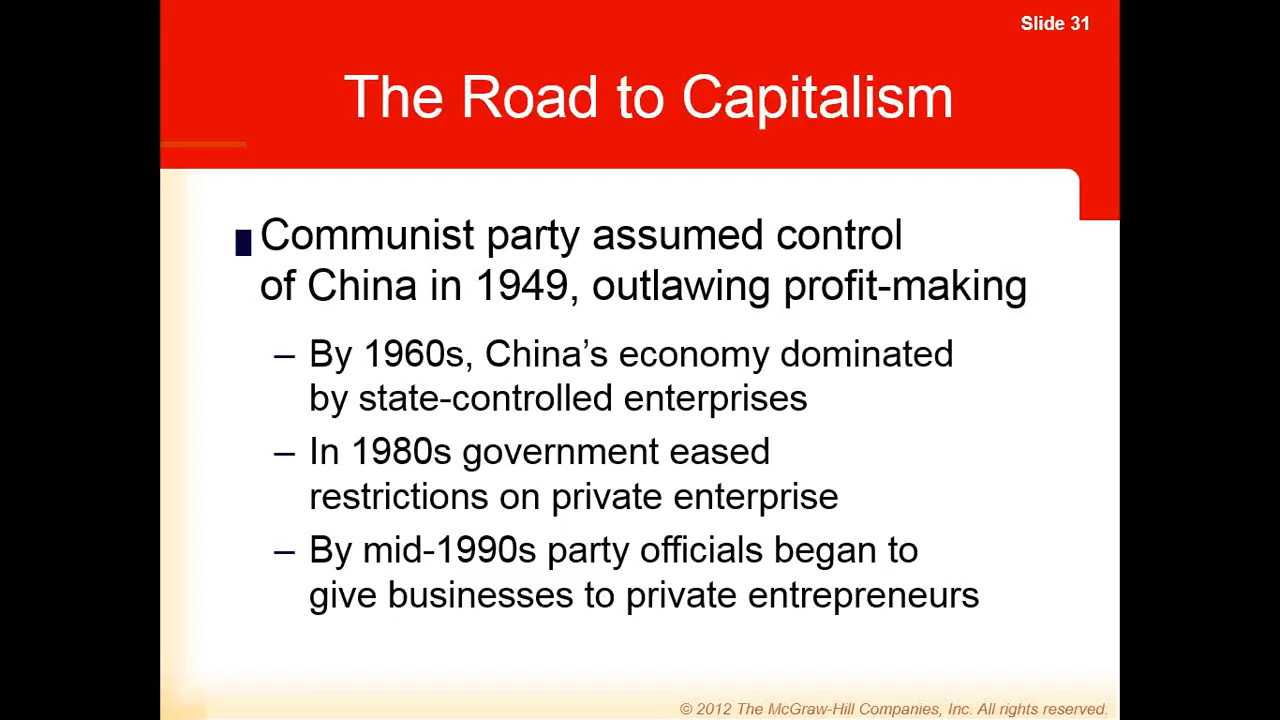 Slide 31
The Road to Capitalism
Communist party assumed control
of China in 1949, outlawing profit-making
– By 1960s, China’s economy dominated
by state-controlled enterprises
– In 1980s government eased
restrictions on private enterprise
– By mid-1990s party officials began to
give businesses to private entrepreneurs
© 2012 The McGraw-Hill Companies, Inc. All rights reserved.